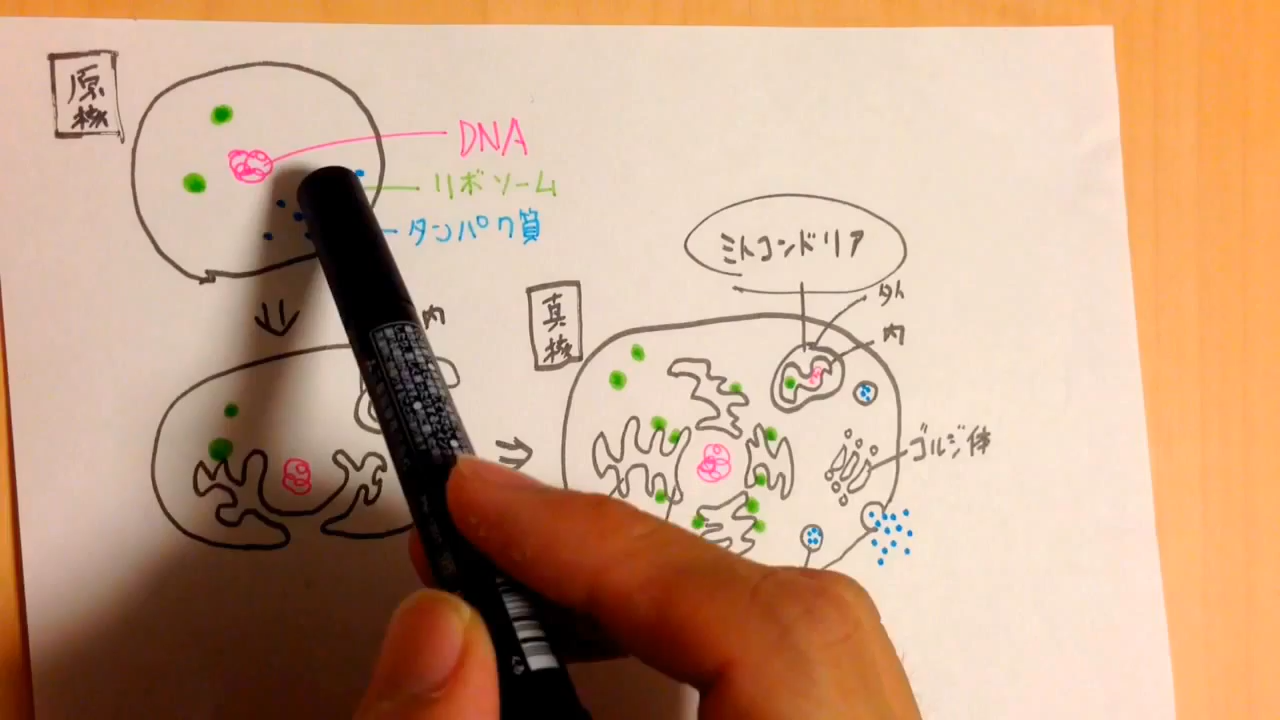 原核
DNA
リボソーム
タンパク質
内
真核
ミトコンドリア
外
内
ゴルジ体